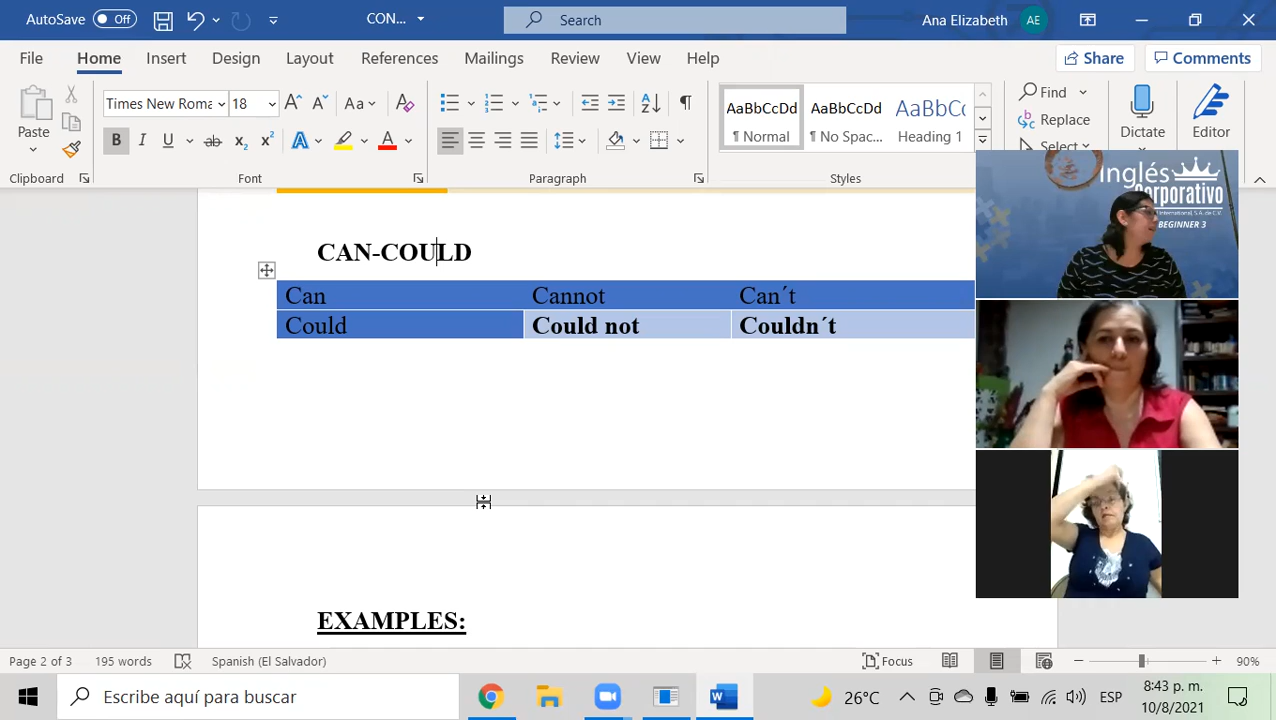 AutoSave Off CON... Search Ana Elizabeth AE
File Home Insert Design Layout References Mailings Review View Help Share Comments
Times New Roma 18 Aa AaBbCcDd AaBbCcDd AaBbCc Find
Paste ¶ Normal ¶ No Spac... Heading 1 Replace Dictate Editor
Select
Clipboard Font Paragraph Styles
Inglés
Corporativo
International, S.A. de C.V.
BEGINNER 3
CAN-COULD
Can Cannot Can´t
Could Could not Couldn´t
EXAMPLES:
Page 2 of 3 195 words Spanish (El Salvador) Focus 90%
Escribe aquí para buscar 26°C ESP 8:43 p. m.
10/8/2021